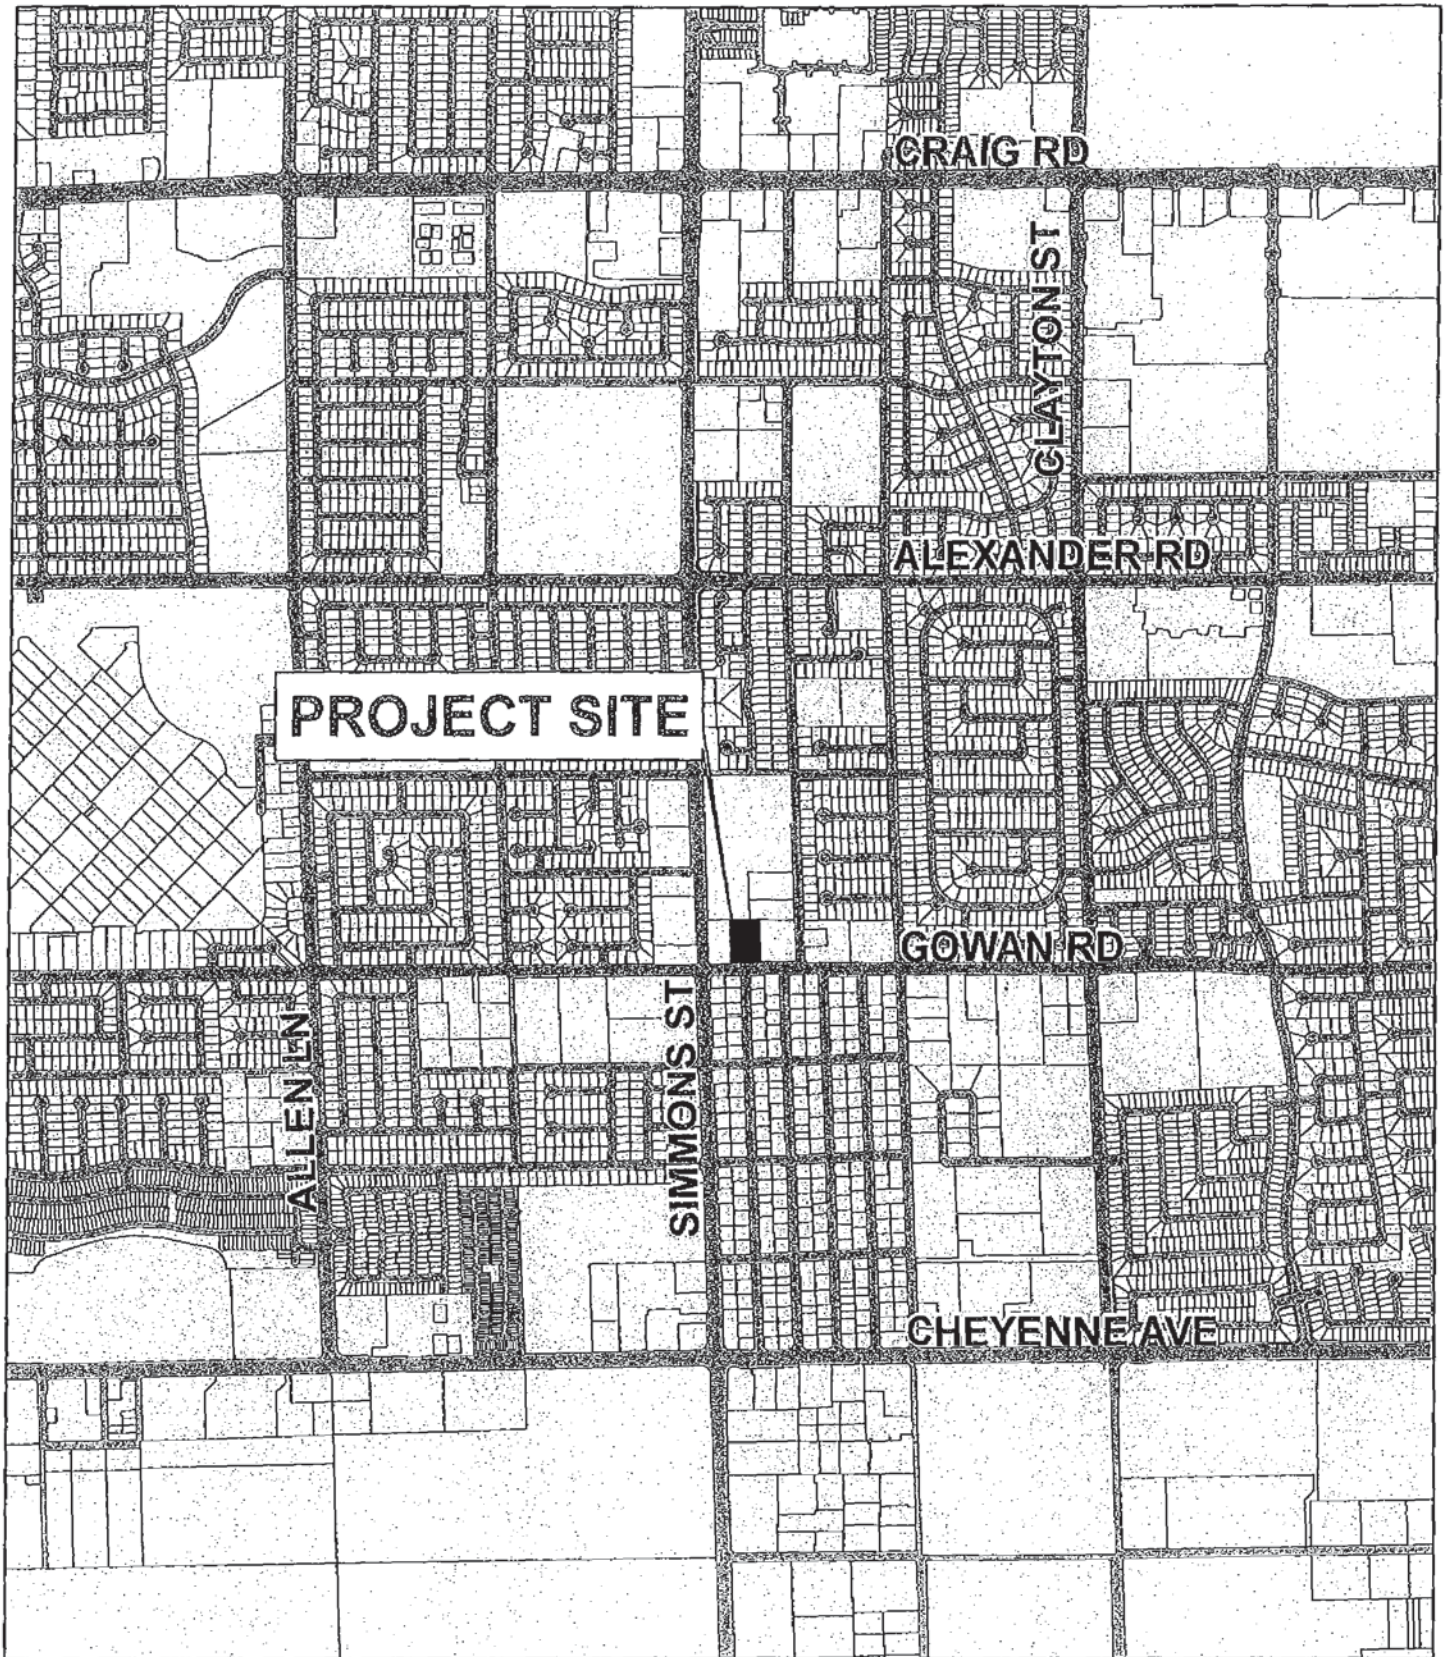 CRAIG RD
CLAYTON ST
ALEXANDER RD
PROJECT SITE
GOWAN RD
ALLEN LN
SIMMONS ST
CHEYENNE AVE